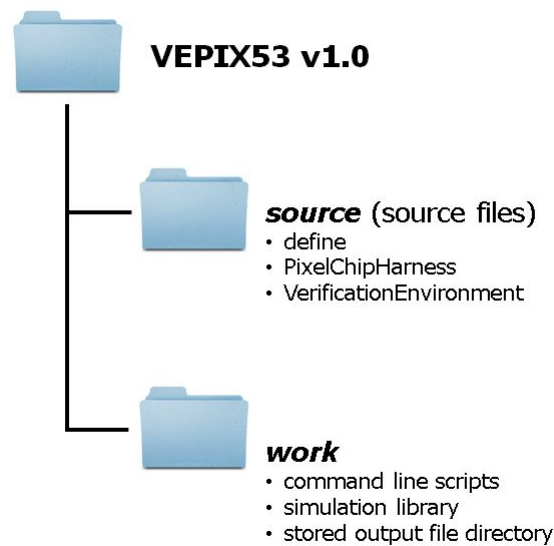 VEPIX53 v1.0
source (source files)
• define
• PixelChipHarness
• VerificationEnvironment
work
• command line scripts
• simulation library
• stored output file directory